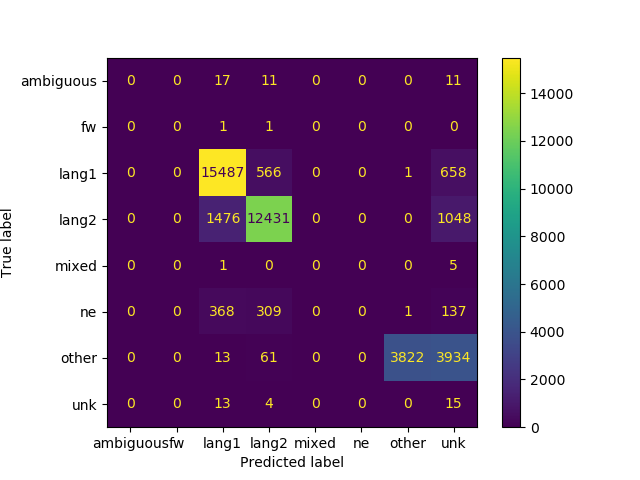 ambiguous 0 0 17 11 0 0 0 11
fw 0 0 1 1 0 0 0 0
lang1 0 0 15487 566 0 0 1 658
lang2 0 0 1476 12431 0 0 0 1048
mixed 0 0 1 0 0 0 0 5
ne 0 0 368 309 0 0 1 137
other 0 0 13 61 0 0 3822 3934
unk 0 0 13 4 0 0 0 15
ambiguous fw lang1 lang2 mixed ne other unk
Predicted label
True label
14000
12000
10000
8000
6000
4000
2000
0